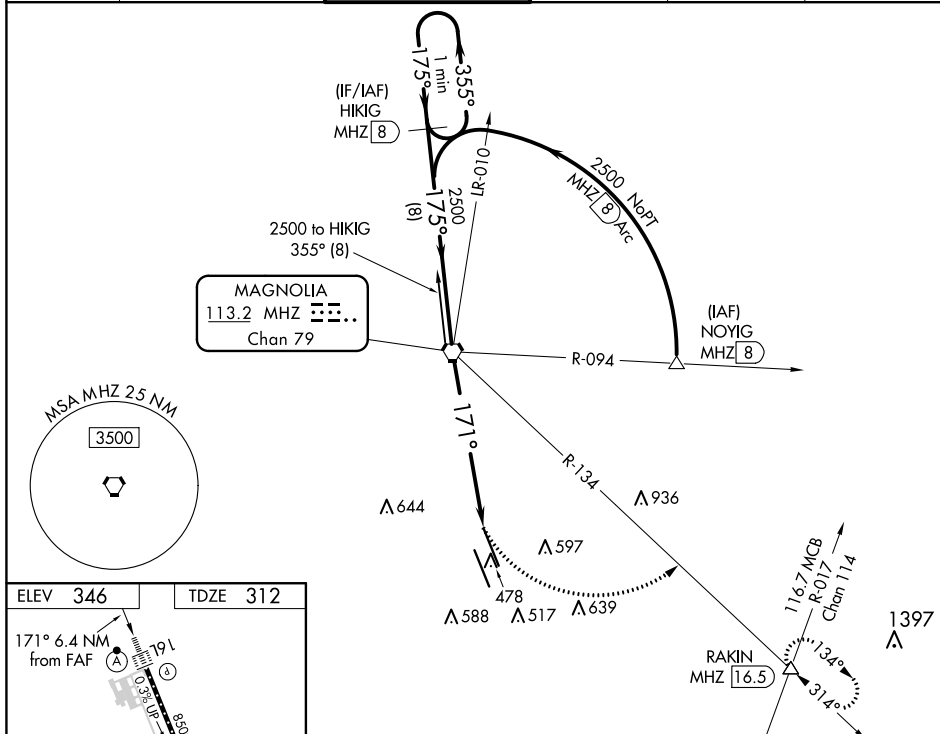 175°
1 min
355°
(IF/IAF)
HIKIG
MHZ 8
LR-010
2500 NoPT
MHZ 8 Arc
2500
175°
(8)
2500 to HIKIG
355° (8)
MAGNOLIA
113.2 MHZ
Chan 79
(IAF)
NOYIG
MHZ 8
R-094
MSA MHZ 25 NM
3500
171°
R-134
644
936
597
478
588
517
639
116.7 MCB
R-017
Chan 114
1397
RAKIN
MHZ 16.5
134°
314°
ELEV 346
TDZE 312
171° 6.4 NM
from FAF
A
16L
P
0.3% UP
850